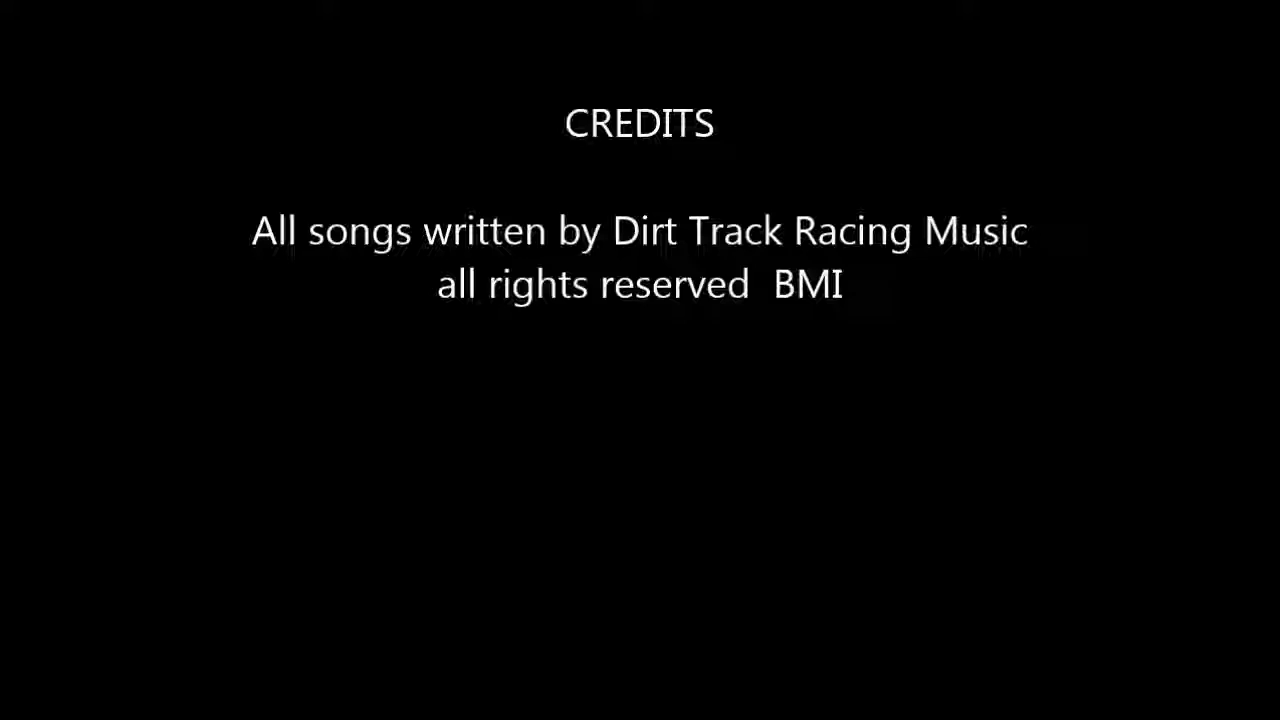 CREDITS
All songs written by Dirt Track Racing Music
all rights reserved  BMI